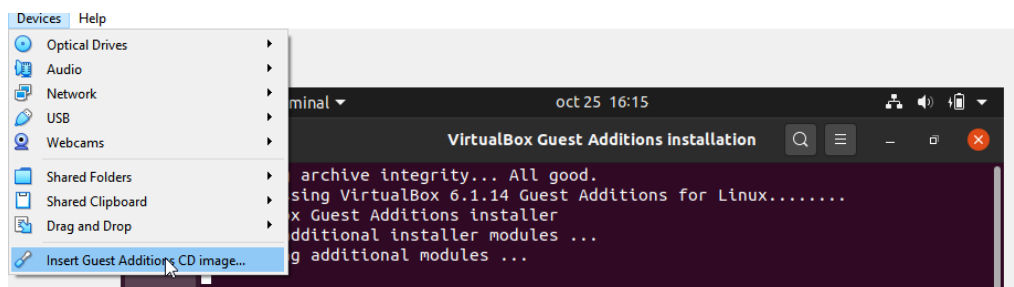 Devices Help
Optical Drives
Audio
Network
USB
Webcams
Shared Folders
Shared Clipboard
Drag and Drop
Insert Guest Additions CD image...
minal
oct 25 16:15
VirtualBox Guest Additions installation
archive integrity... All good.
sing VirtualBox 6.1.14 Guest Additions for Linux........
x Guest Additions installer
dditional installer modules ...
g additional modules ...